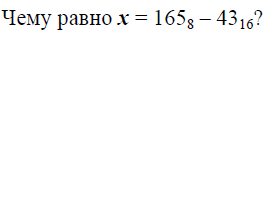 Чему равно x = 165₈ – 43₁₆?